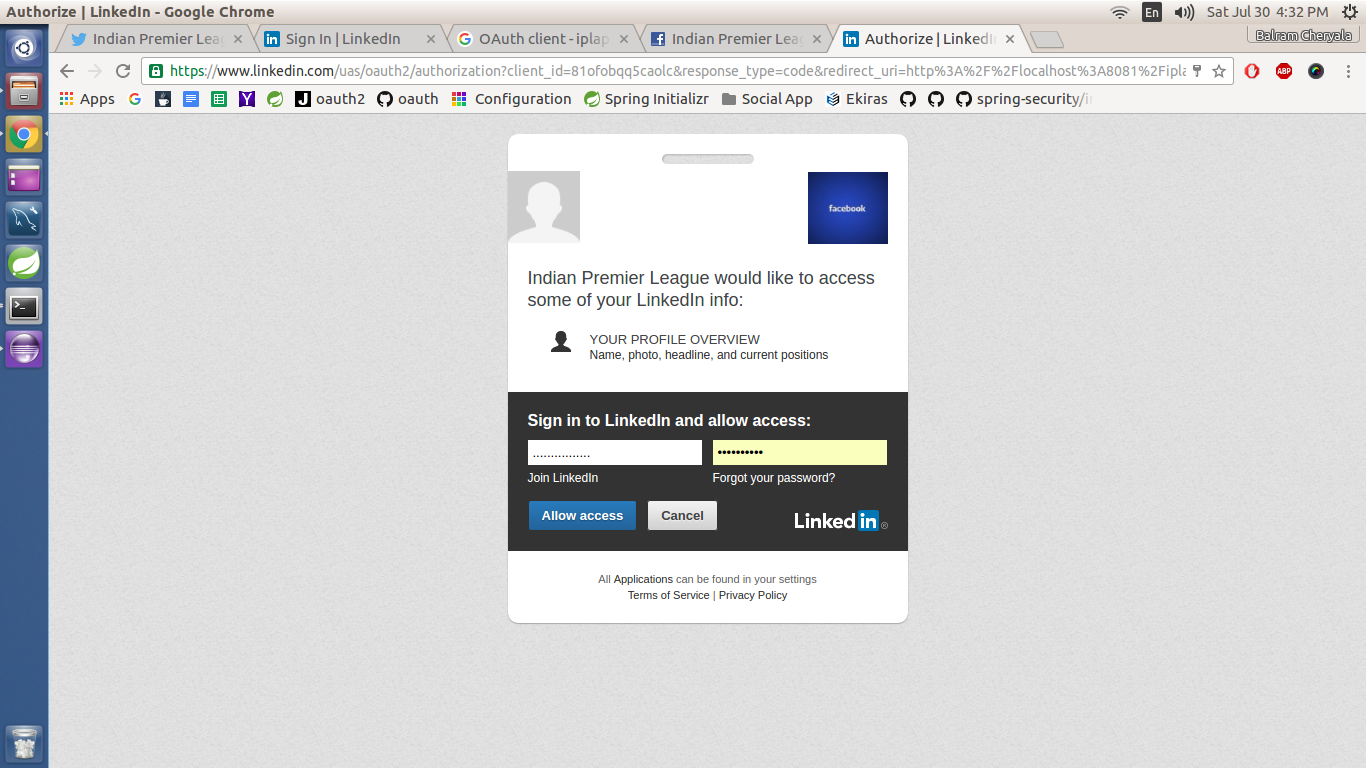 Authorize | LinkedIn - Google Chrome
En
Sat Jul 30 4:32 PM
Indian Premier Lea
Sign In | LinkedIn
OAuth client - iplap
Indian Premier Lea
Authorize | LinkedI
Balram Cheryala
https://www.linkedin.com/uas/oauth2/authorization?client_id=81ofobqq5caolc&response_type=code&redirect_uri=http%3A%2F%2Flocalhost%3A8081%2Fipla
ABP
Apps
oauth2
oauth
Configuration
Spring Initializr
Social App
Ekiras
spring-security/
facebook
Indian Premier League would like to access
some of your LinkedIn info:
YOUR PROFILE OVERVIEW
Name, photo, headline, and current positions
Sign in to LinkedIn and allow access:
................ ••••••••••
Join LinkedIn
Forgot your password?
Allow access
Cancel
Linked in ®
All Applications can be found in your settings
Terms of Service | Privacy Policy